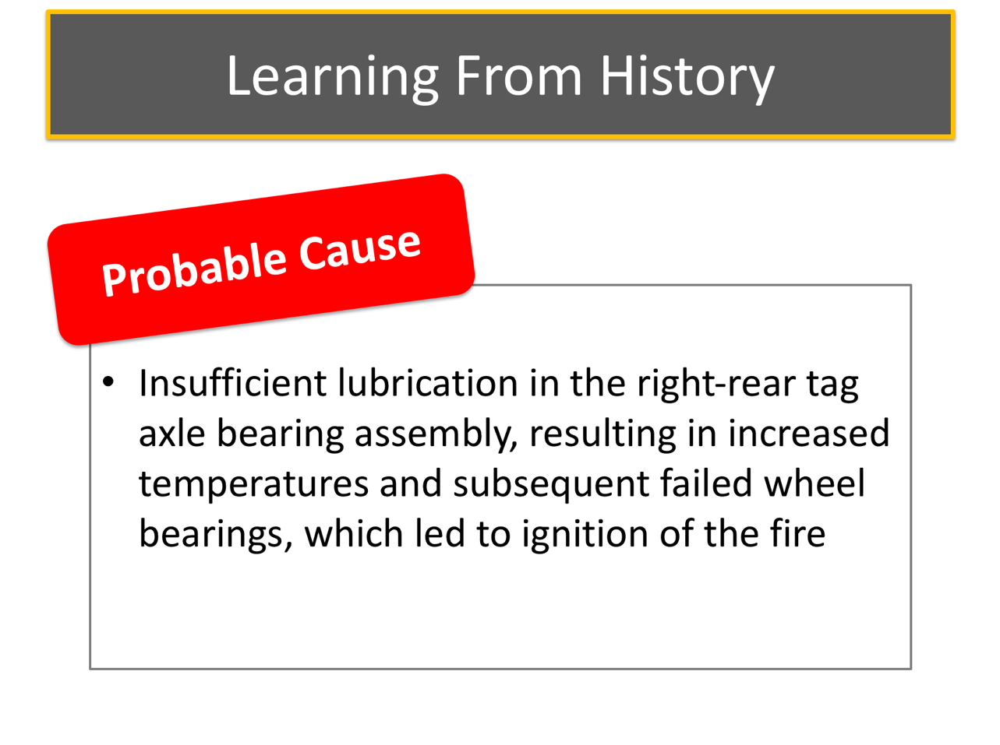 Learning From History
Probable Cause
• Insufficient lubrication in the right-rear tag
axle bearing assembly, resulting in increased
temperatures and subsequent failed wheel
bearings, which led to ignition of the fire